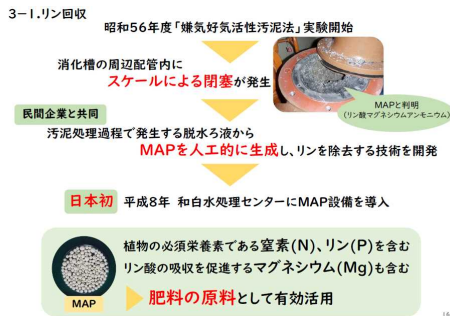 3-1.リン回収
昭和56年度「嫌気好気活性汚泥法」実験開始
消化槽の周辺配管内に
スケールによる閉塞が発生
MAPと判明
(リン酸マグネシウムアンモニウム)
民間企業と共同
汚泥処理過程で発生する脱水ろ液から
MAPを人工的に生成し、リンを除去する技術を開発
日本初 平成8年 和白水処理センターにMAP設備を導入
植物の必須栄養素である窒素(N)、リン(P)を含む
リン酸の吸収を促進するマグネシウム(Mg)も含む
肥料の原料として有効活用
MAP